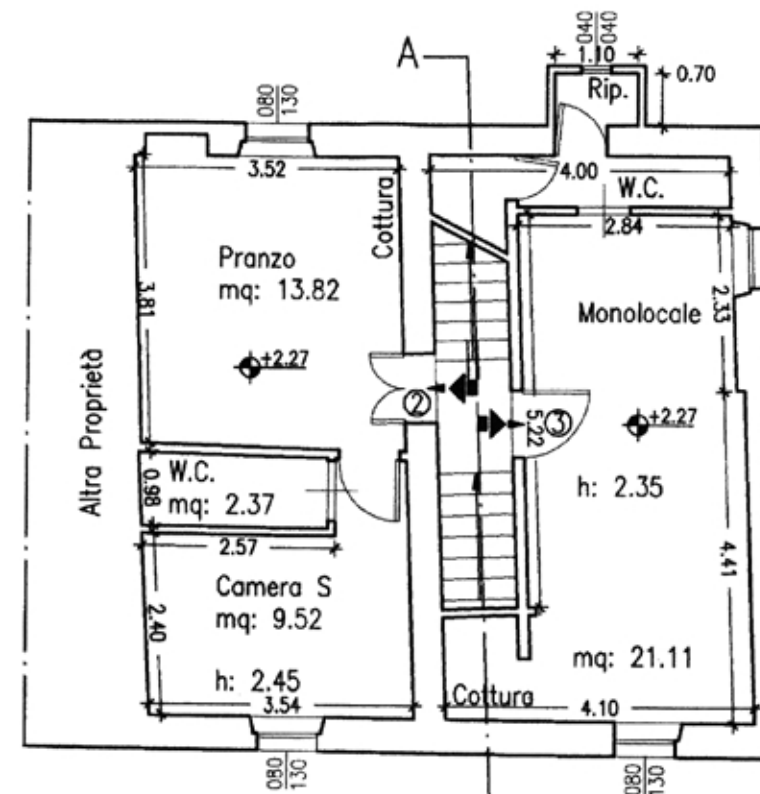 040
040
1.10
A
0.70
Rip.
080
130
3.52
4.00
Cottura
W.C.
2.84
Pranzo
mq: 13.82
3.81
2.33
Monolocale
+2.27
2
3
5.22
+2.27
Altra Proprietà
W.C.
mq: 2.37
0.98
h: 2.35
2.57
Camera S
mq: 9.52
2.40
4.41
h: 2.45
mq: 21.11
3.54
Cottura
4.10
080
130
080
130